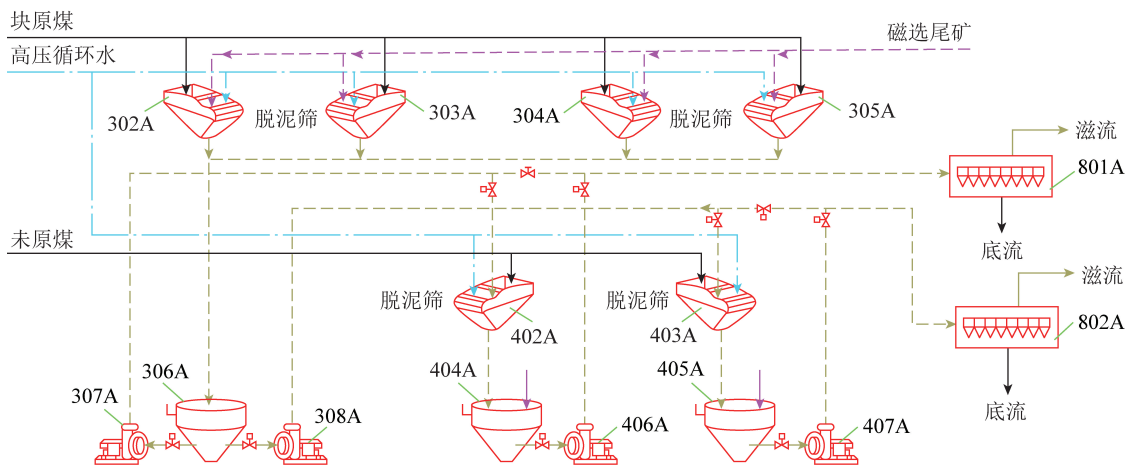 块原煤
高压循环水
磁选尾矿
302A
脱泥筛
303A
304A
脱泥筛
305A
滋流
801A
底流
未原煤
滋流
脱泥筛
402A
脱泥筛
403A
802A
底流
306A
307A
308A
404A
406A
405A
407A